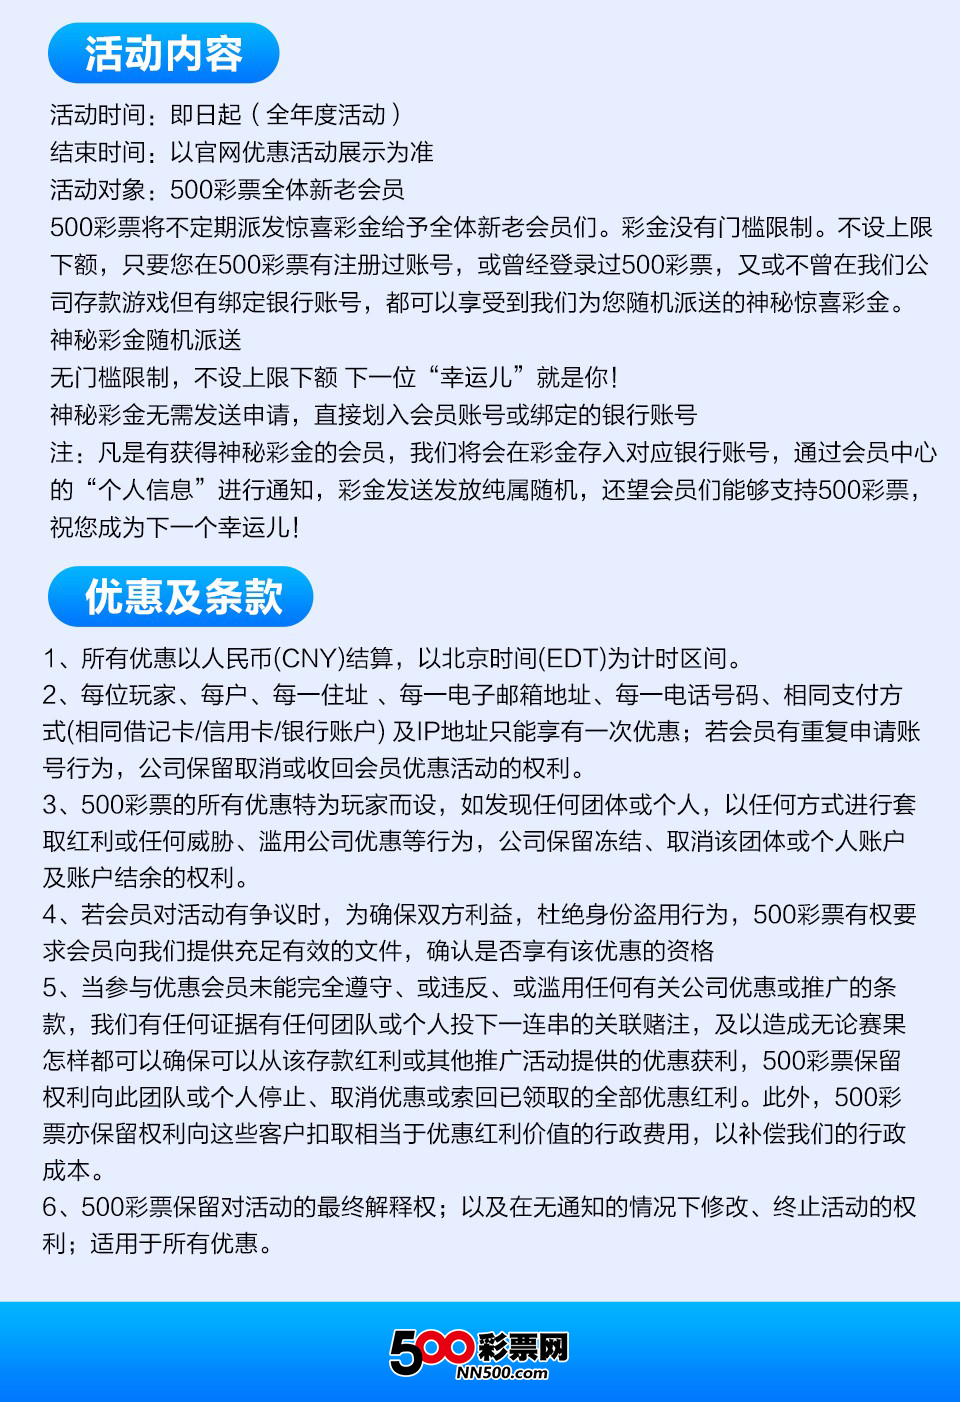 活动内容
活动时间：即日起（全年度活动）
结束时间：以官网优惠活动展示为准
活动对象：500彩票全体新老会员
500彩票将不定期派发惊喜彩金给予全体新老会员们。彩金没有门槛限制。不设上限
下额，只要您在500彩票有注册过账号，或曾经登录过500彩票，又或不曾在我们公
司存款游戏但有绑定银行账号，都可以享受到我们为您随机派送的神秘惊喜彩金。
神秘彩金随机派送
无门槛限制，不设上限下额 下一位“幸运儿”就是你！
神秘彩金无需发送申请，直接划入会员账号或绑定的银行账号
注：凡是有获得神秘彩金的会员，我们将会在彩金存入对应银行账号，通过会员中心
的“个人信息”进行通知，彩金发送发放纯属随机，还望会员们能够支持500彩票，
祝您成为下一个幸运儿！
优惠及条款
1、所有优惠以人民币(CNY)结算，以北京时间(EDT)为计时区间。
2、每位玩家、每户、每一住址 、每一电子邮箱地址、每一电话号码、相同支付方
式(相同借记卡/信用卡/银行账户) 及IP地址只能享有一次优惠；若会员有重复申请账
号行为，公司保留取消或收回会员优惠活动的权利。
3、500彩票的所有优惠特为玩家而设，如发现任何团体或个人，以任何方式进行套
取红利或任何威胁、滥用公司优惠等行为，公司保留冻结、取消该团体或个人账户
及账户结余的权利。
4、若会员对活动有争议时，为确保双方利益，杜绝身份盗用行为，500彩票有权要
求会员向我们提供充足有效的文件，确认是否享有该优惠的资格
5、当参与优惠会员未能完全遵守、或违反、或滥用任何有关公司优惠或推广的条
款，我们有任何证据有任何团队或个人投下一连串的关联赌注，及以造成无论赛果
怎样都可以确保可以从该存款红利或其他推广活动提供的优惠获利，500彩票保留
权利向此团队或个人停止、取消优惠或索回已领取的全部优惠红利。此外，500彩
票亦保留权利向这些客户扣取相当于优惠红利价值的行政费用，以补偿我们的行政
成本。
6、500彩票保留对活动的最终解释权；以及在无通知的情况下修改、终止活动的权
利；适用于所有优惠。
500彩票网
NN500.com